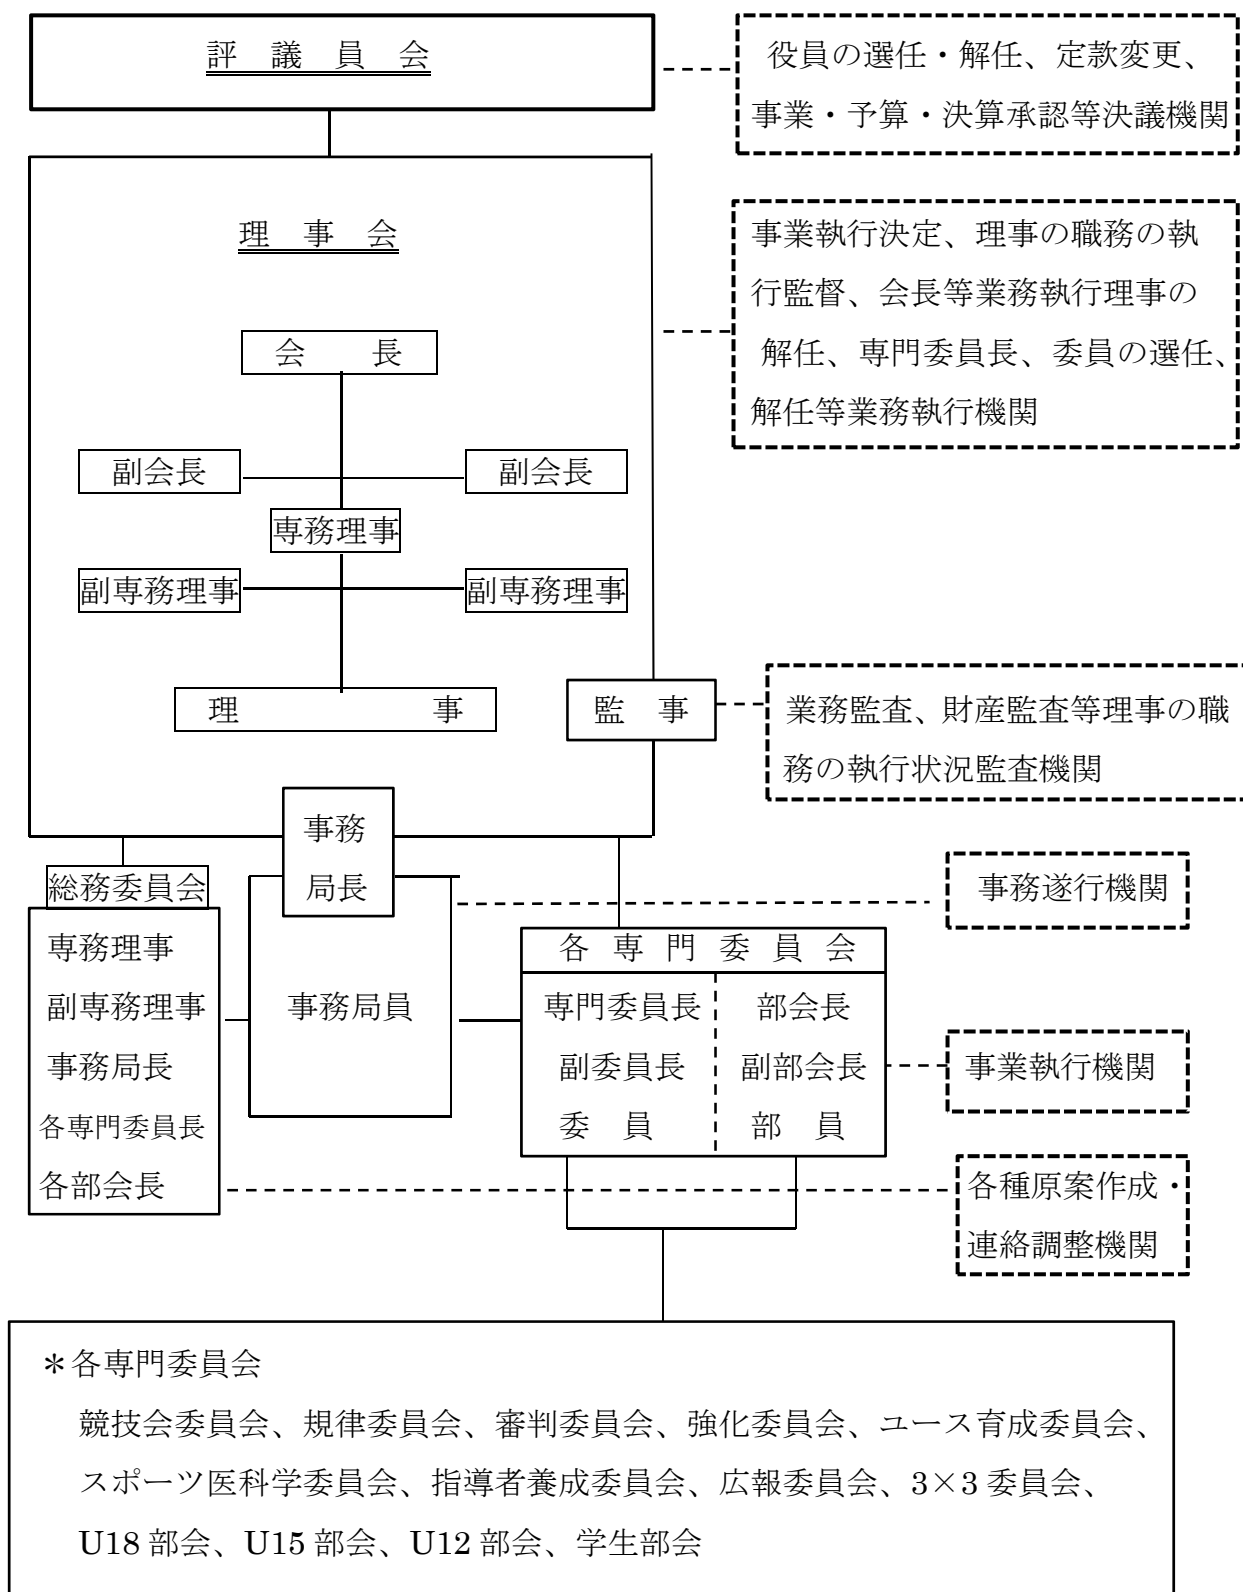 評議員会
役員の選任・解任、定款変更、
事業・予算・決算承認等決議機関
理事会
事業執行決定、理事の職務の執
行監督、会長等業務執行理事の
解任、専門委員長、委員の選任、
解任等業務執行機関
会長
副会長
副会長
専務理事
副専務理事
副専務理事
理事
監事
業務監査、財産監査等理事の職
務の執行状況監査機関
事務
局長
総務委員会
専務理事
副専務理事
事務局長
各専門委員長
各部会長
事務局員
事務遂行機関
各専門委員会
専門委員長
副委員長
委員
部会長
副部会長
部員
事業執行機関
各種原案作成・
連絡調整機関
＊各専門委員会
競技会委員会、規律委員会、審判委員会、強化委員会、ユース育成委員会、
スポーツ医科学委員会、指導者養成委員会、広報委員会、3×3 委員会、
U18 部会、U15 部会、U12 部会、学生部会